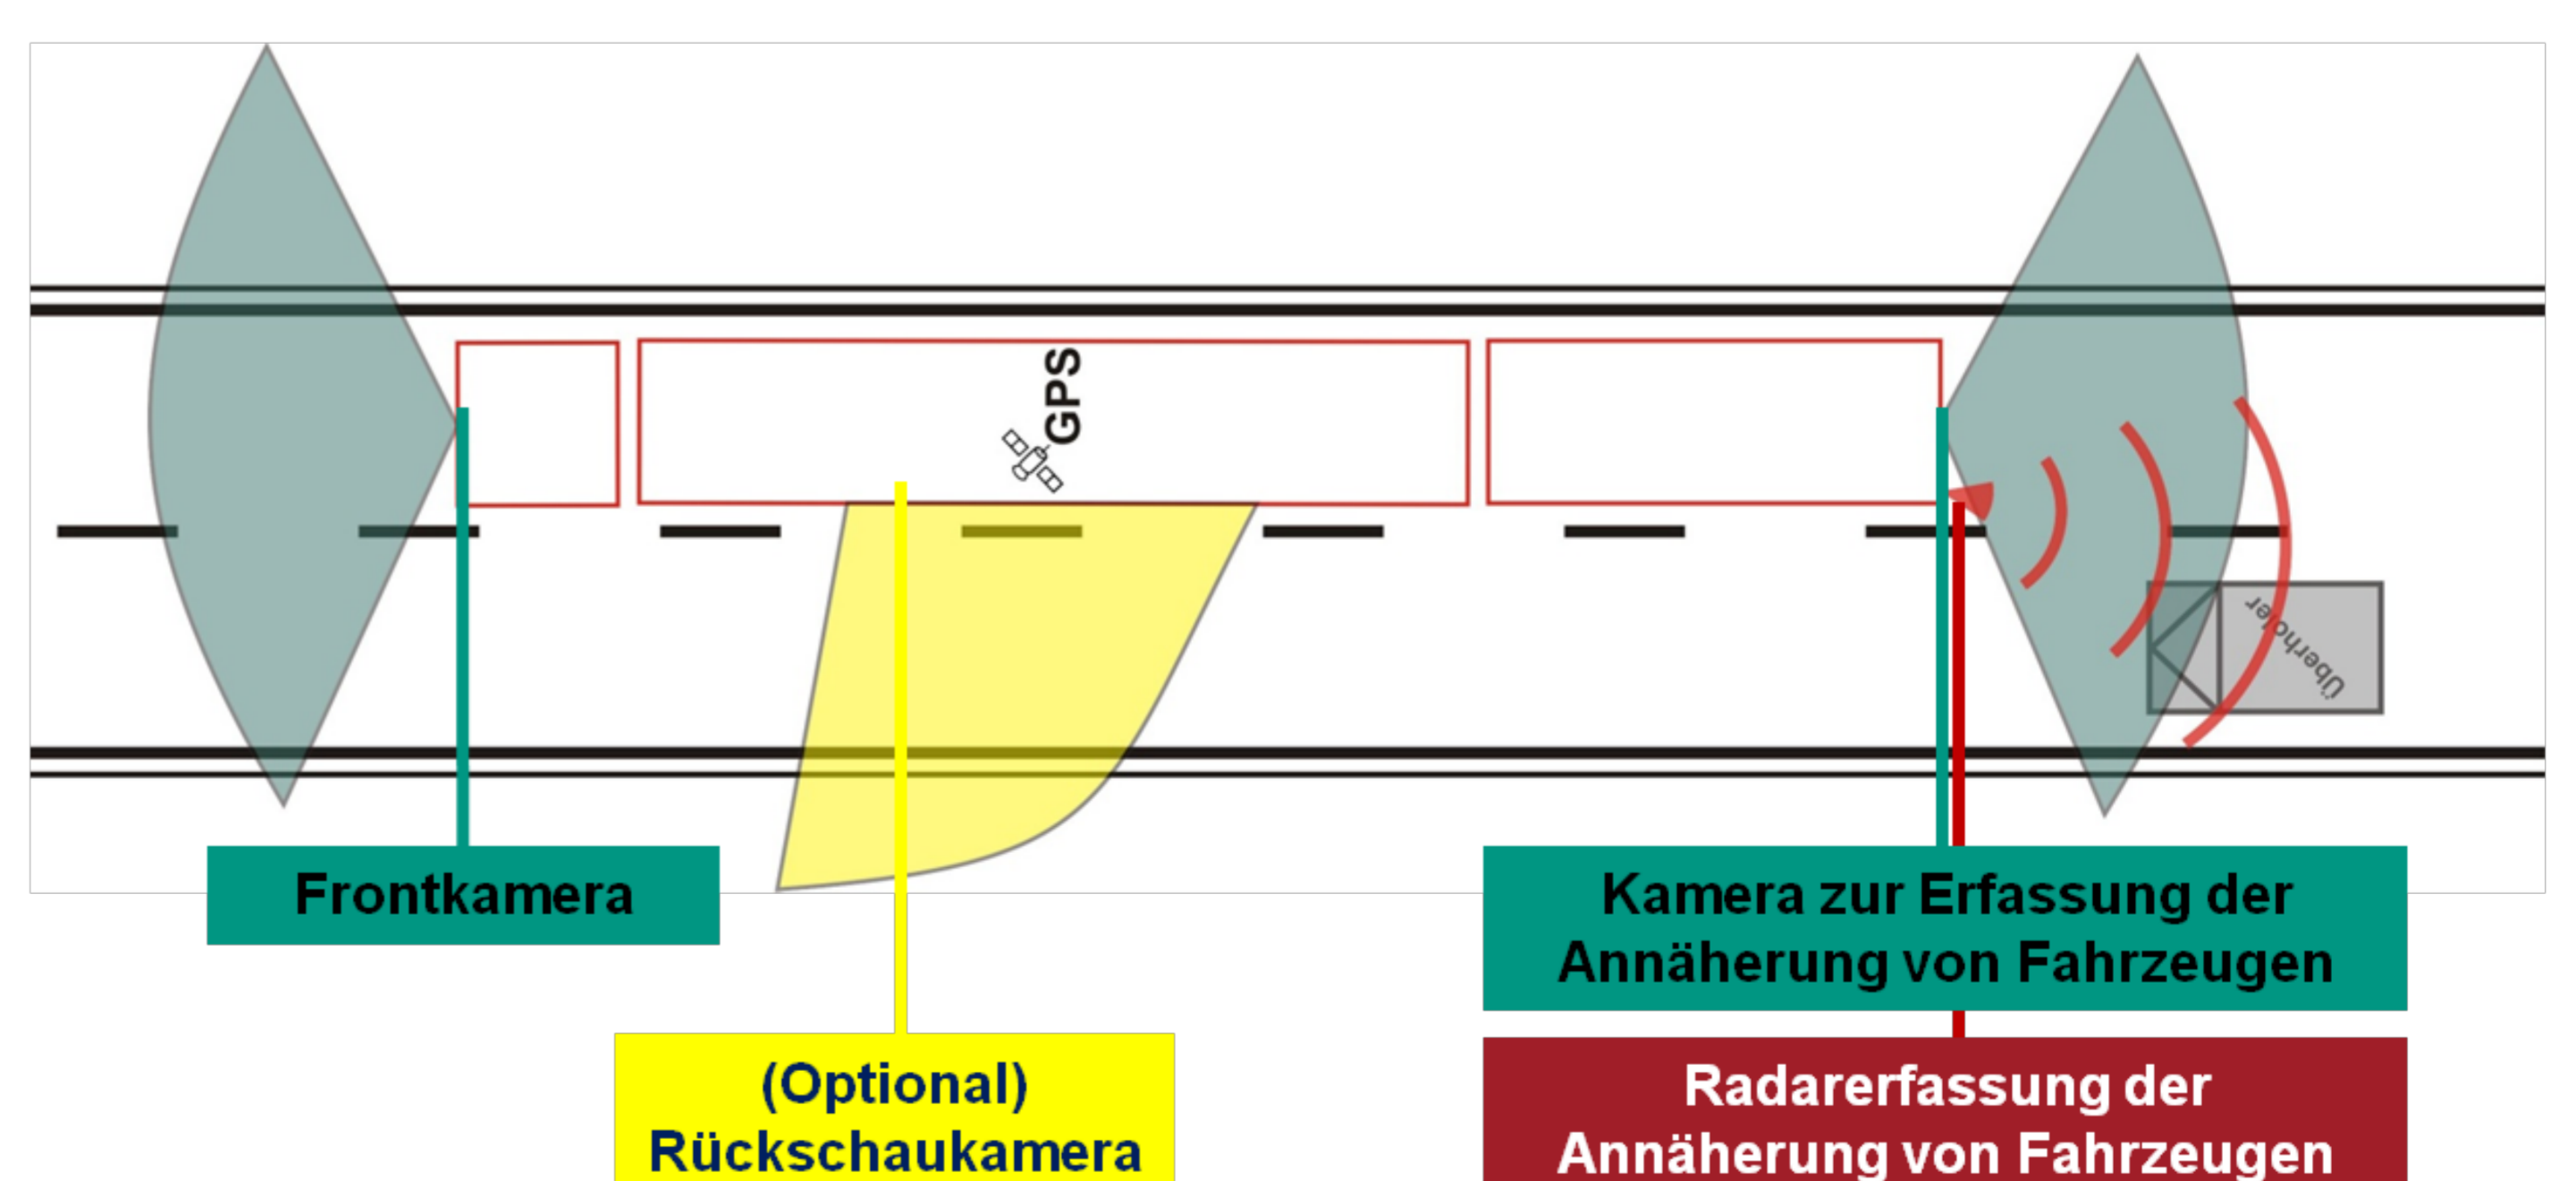 GPS
Überholer
Frontkamera
(Optional)
Rückschaukamera
Kamera zur Erfassung der
Annäherung von Fahrzeugen
Radarerfassung der
Annäherung von Fahrzeugen